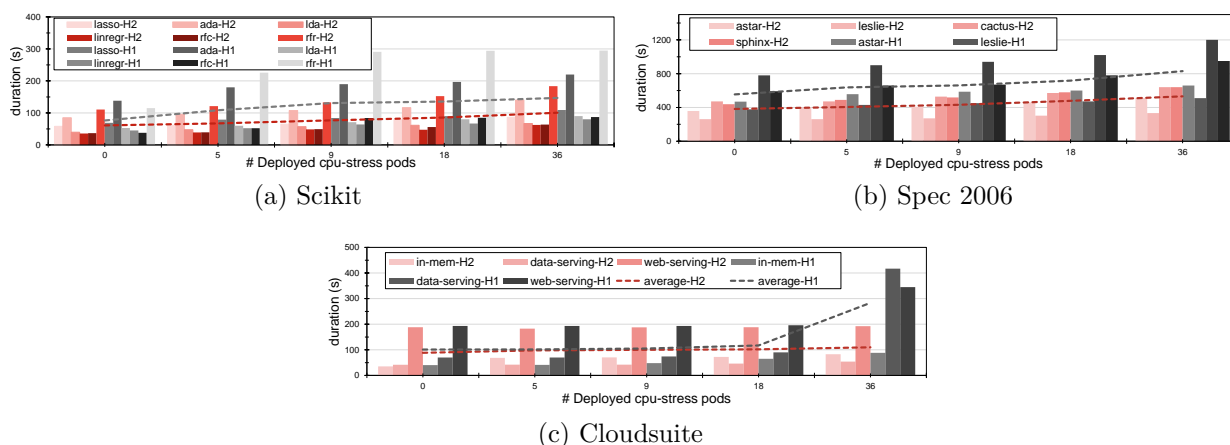 lasso-H2 ada-H2 lda-H2
linregr-H2 rfc-H2 rfr-H2
lasso-H1 ada-H1 lda-H1
linregr-H1 rfc-H1 rfr-H1
duration (s)
400
300
200
100
0
0 5 9 18 36
# Deployed cpu-stress pods
(a) Scikit
astar-H2 leslie-H2 cactus-H2
sphinx-H2 astar-H1 leslie-H1
duration (s)
1200
800
400
0
0 5 9 18 36
# Deployed cpu-stress pods
(b) Spec 2006
in-mem-H2 data-serving-H2 web-serving-H2 in-mem-H1
data-serving-H1 web-serving-H1 average-H2 average-H1
duration (s)
500
400
300
200
100
0
0 5 9 18 36
# Deployed cpu-stress pods
(c) Cloudsuite